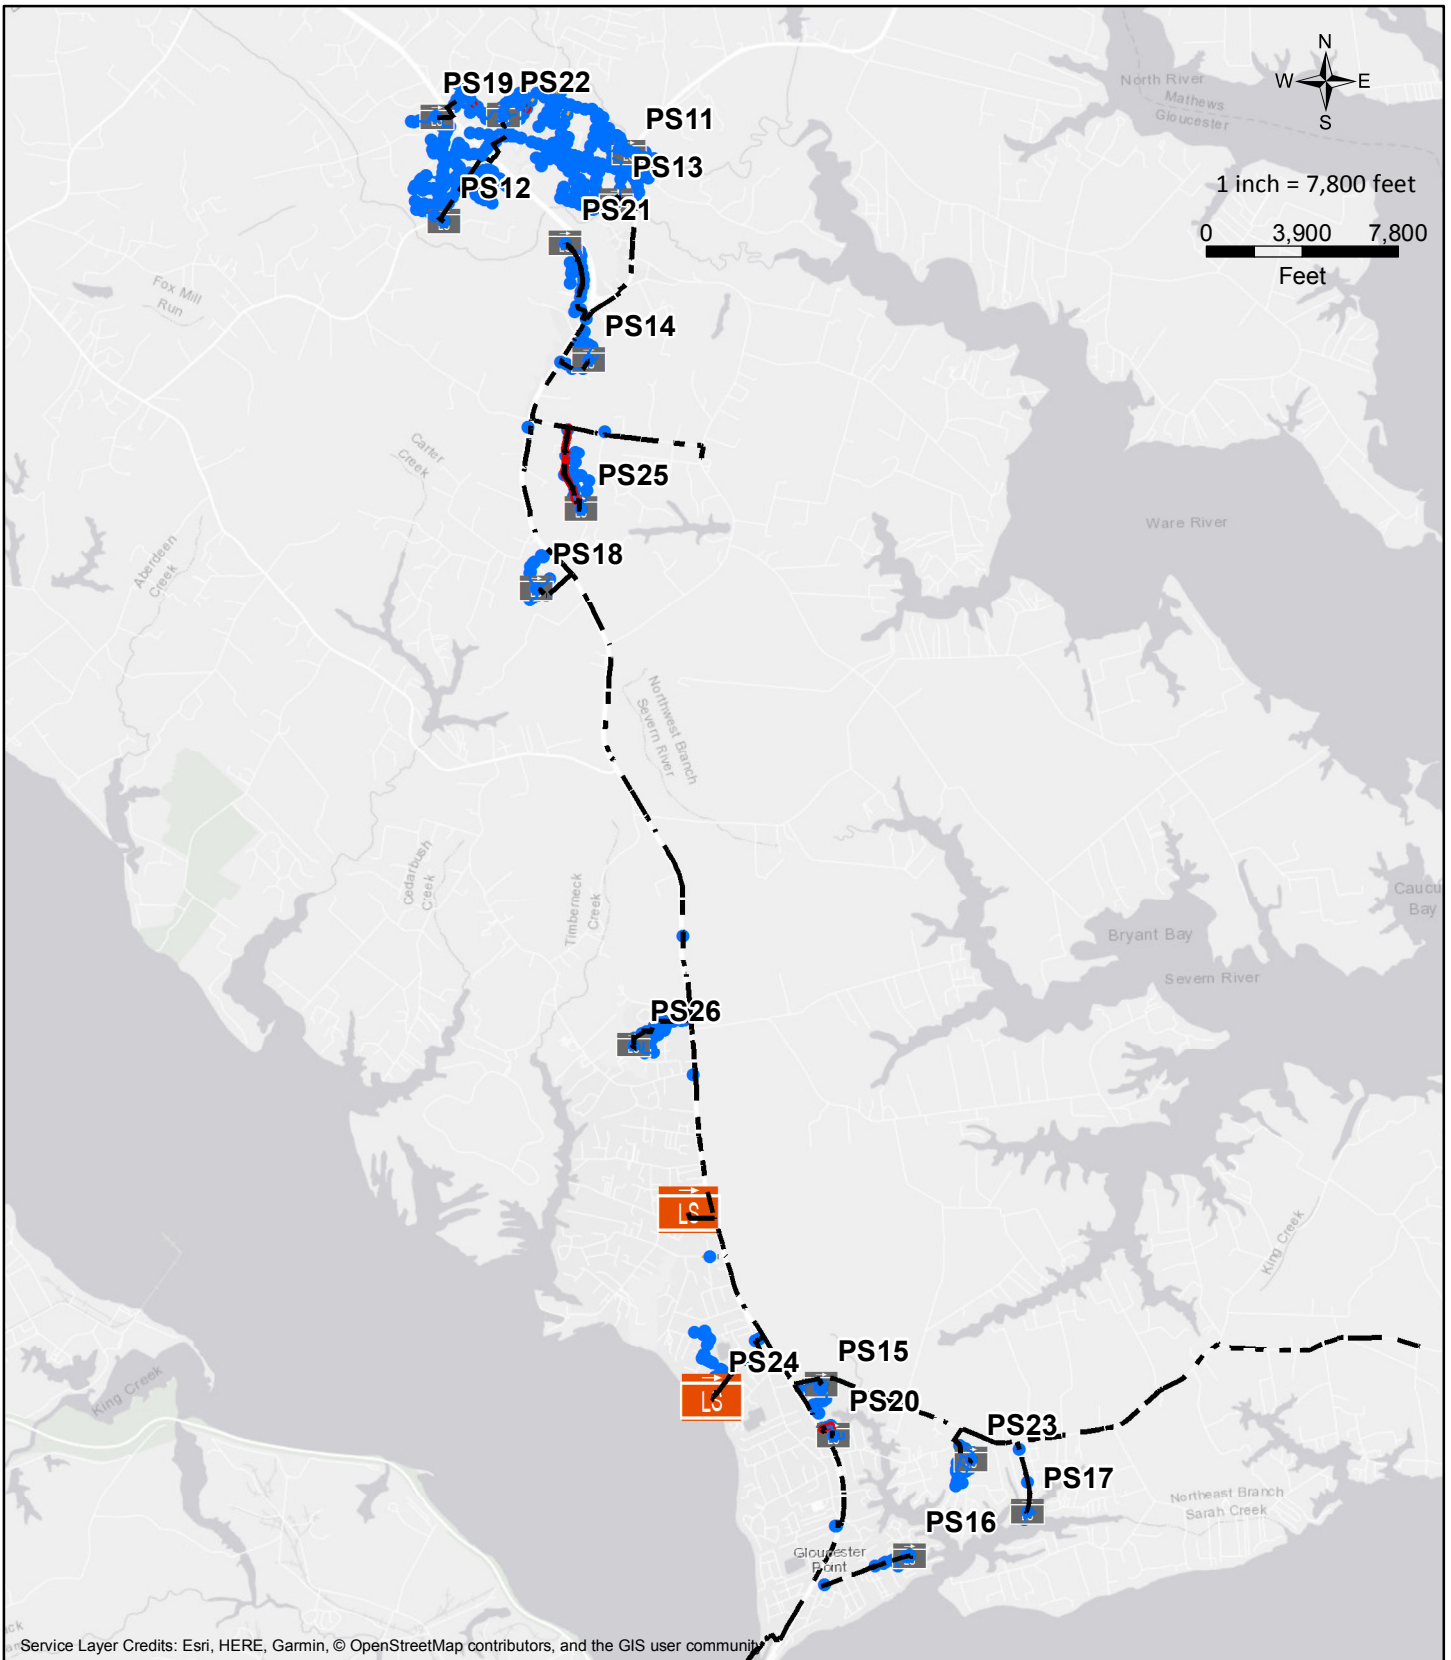 N
W E
S
North River
Mathews
Gloucester
1 inch = 7,800 feet
0 3,900 7,800
Feet
PS19 PS22
PS11
PS13
PS12
PS21
Fox Mill
Run
PS14
Carter
Creek
PS25
Ware River
Aberdeen
Creek
PS18
Northwest Branch
Severn River
Cedarbush
Creek
Timberneck
Creek
Bryant Bay
Bay
Severn River
PS26
LS
King Creek
PS24
PS15
LS
King Creek
PS20
PS23
PS17
Northeast Branch
Sarah Creek
PS16
Gloucester
Point
Service Layer Credits: Esri, HERE, Garmin, © OpenStreetMap contributors, and the GIS user community